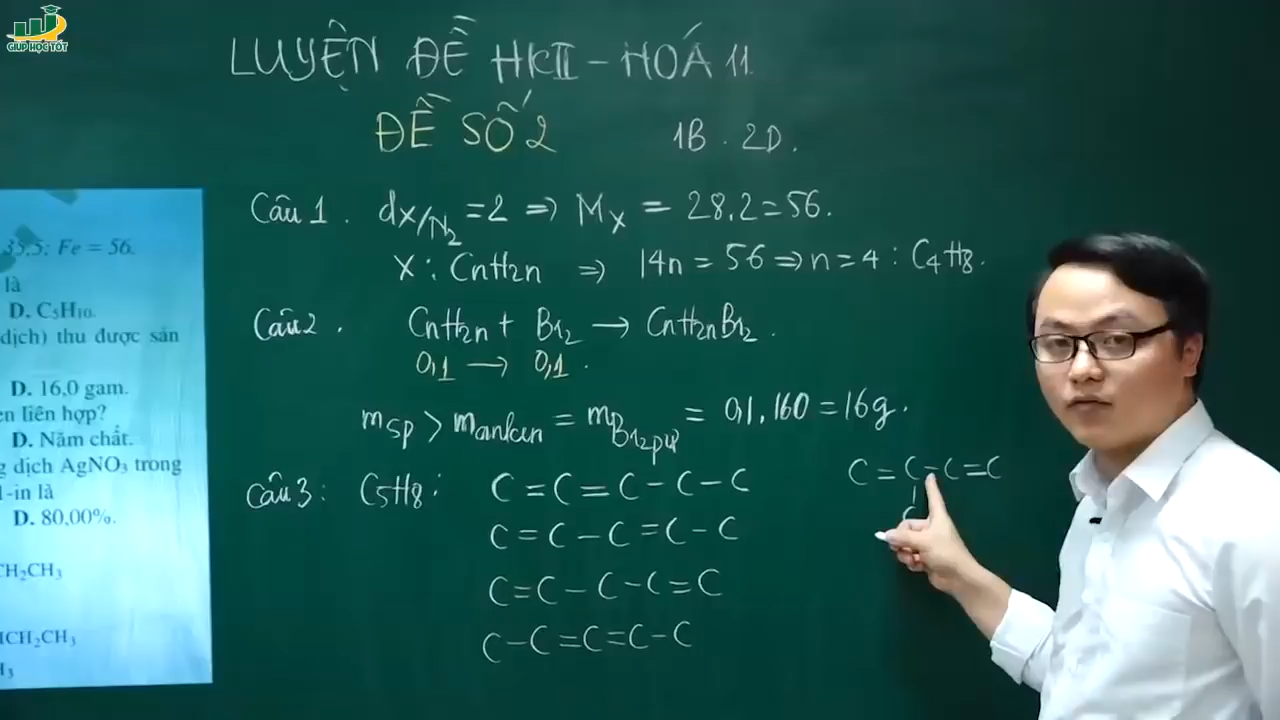 GIÚP HỌC TỐT
LUYỆN ĐỀ HKII - HOÁ 11
ĐỀ SỐ 2 1B . 2D.
Câu 1 . dX/N2 = 2 => MX = 28.2 = 56.
X : CnH2n => 14n = 56 => n = 4 : C4H8.
Câu 2 . CnH2n + Br2 → CnH2nBr2 .
0,1 → 0,1 .
msp > manken = mBr2pư = 0,1.160 = 16g .
Câu 3 : C5H8 : C = C = C - C - C
C = C - C = C - C
C = C - C - C = C
C - C = C = C - C
C = C - C = C
C
35,5; Fe = 56.
là
D. C5H10.
dịch) thu được sản
D. 16,0 gam.
en liên hợp?
D. Năm chất.
g dịch AgNO3 trong
1-in là
D. 80,00%.
CH2CH3
HCH2CH3